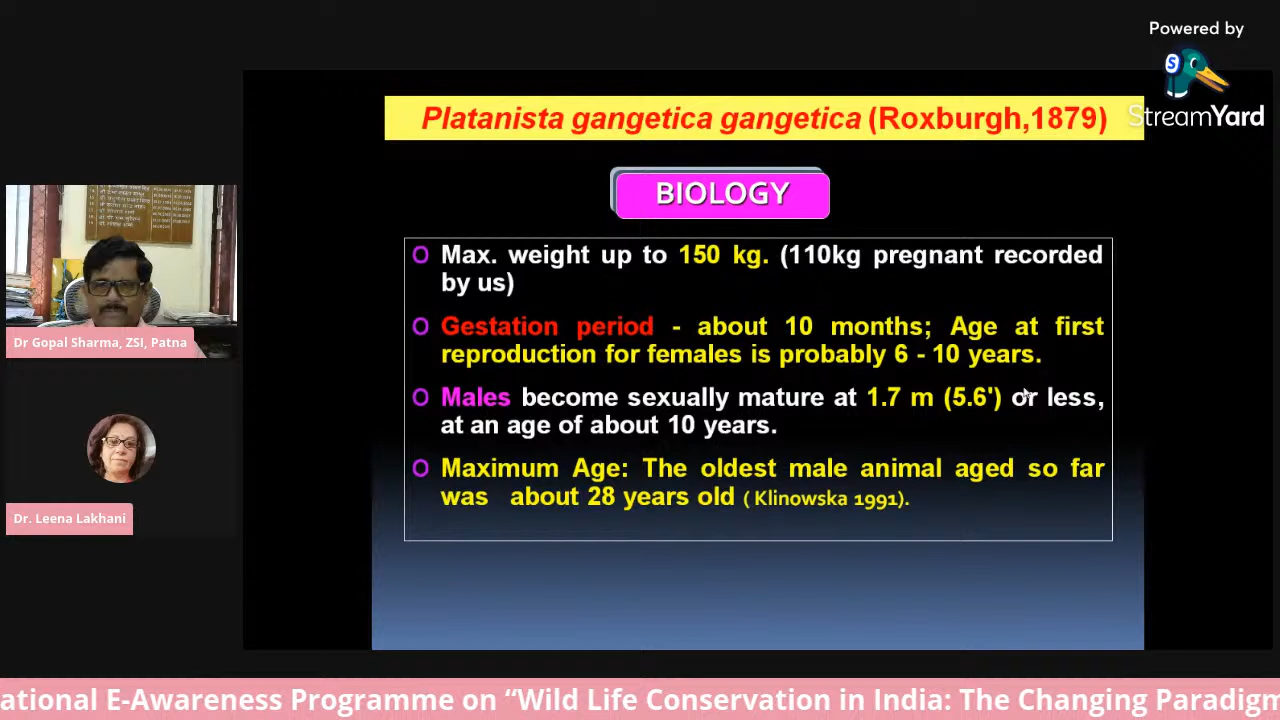 Powered by
S
StreamYard
Platanista gangetica gangetica (Roxburgh,1879)
BIOLOGY
O Max. weight up to 150 kg. (110kg pregnant recorded
by us)
O Gestation period - about 10 months; Age at first
reproduction for females is probably 6 - 10 years.
O Males become sexually mature at 1.7 m (5.6') or less,
at an age of about 10 years.
O Maximum Age: The oldest male animal aged so far
was about 28 years old ( Klinowska 1991).
Dr Gopal Sharma, ZSI, Patna
Dr. Leena Lakhani
ational E-Awareness Programme on “Wild Life Conservation in India: The Changing Paradigm